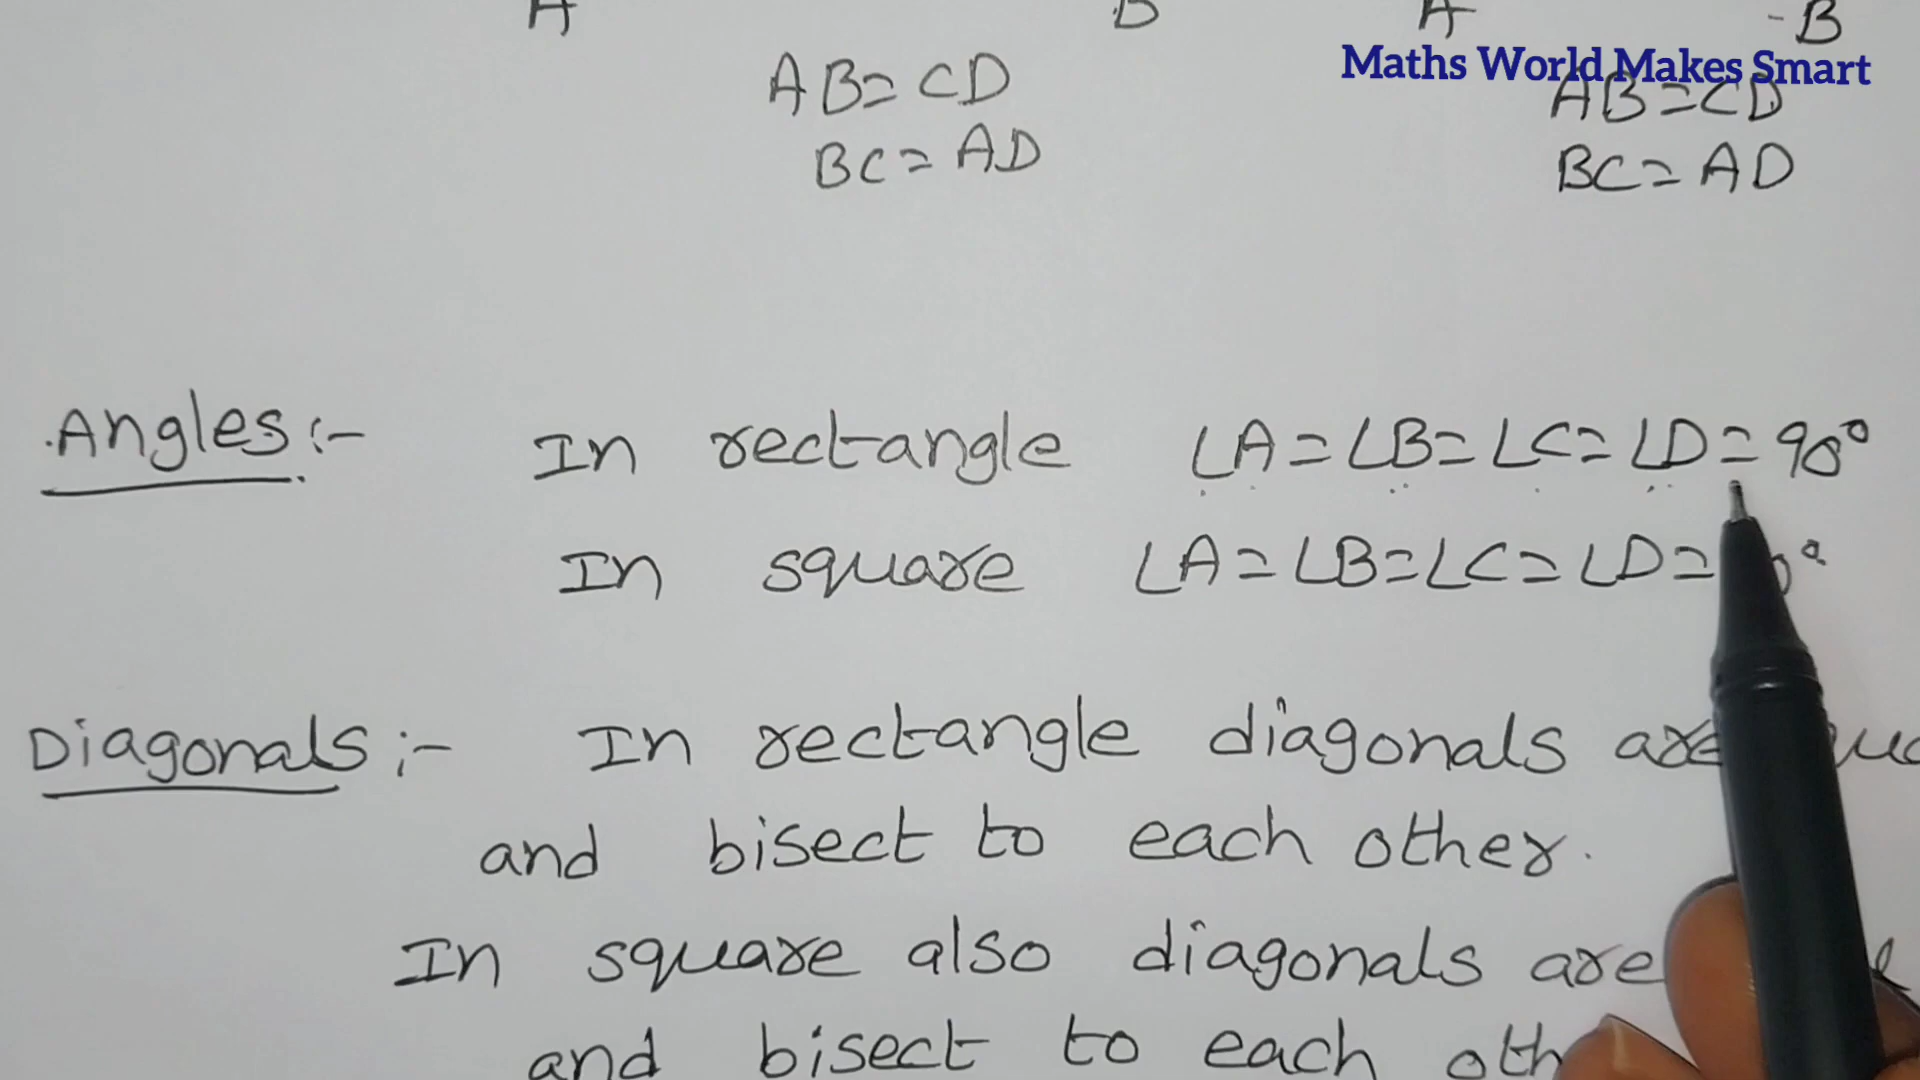 A B A B
Maths World Makes Smart
AB = CD AB = CD
BC = AD BC = AD
Angles :- In rectangle ∠A = ∠B = ∠C = ∠D = 90°
In square ∠A = ∠B = ∠C = ∠D =
Diagonals :- In rectangle diagonals are
and bisect to each other.
In square also diagonals are
and bisect to each